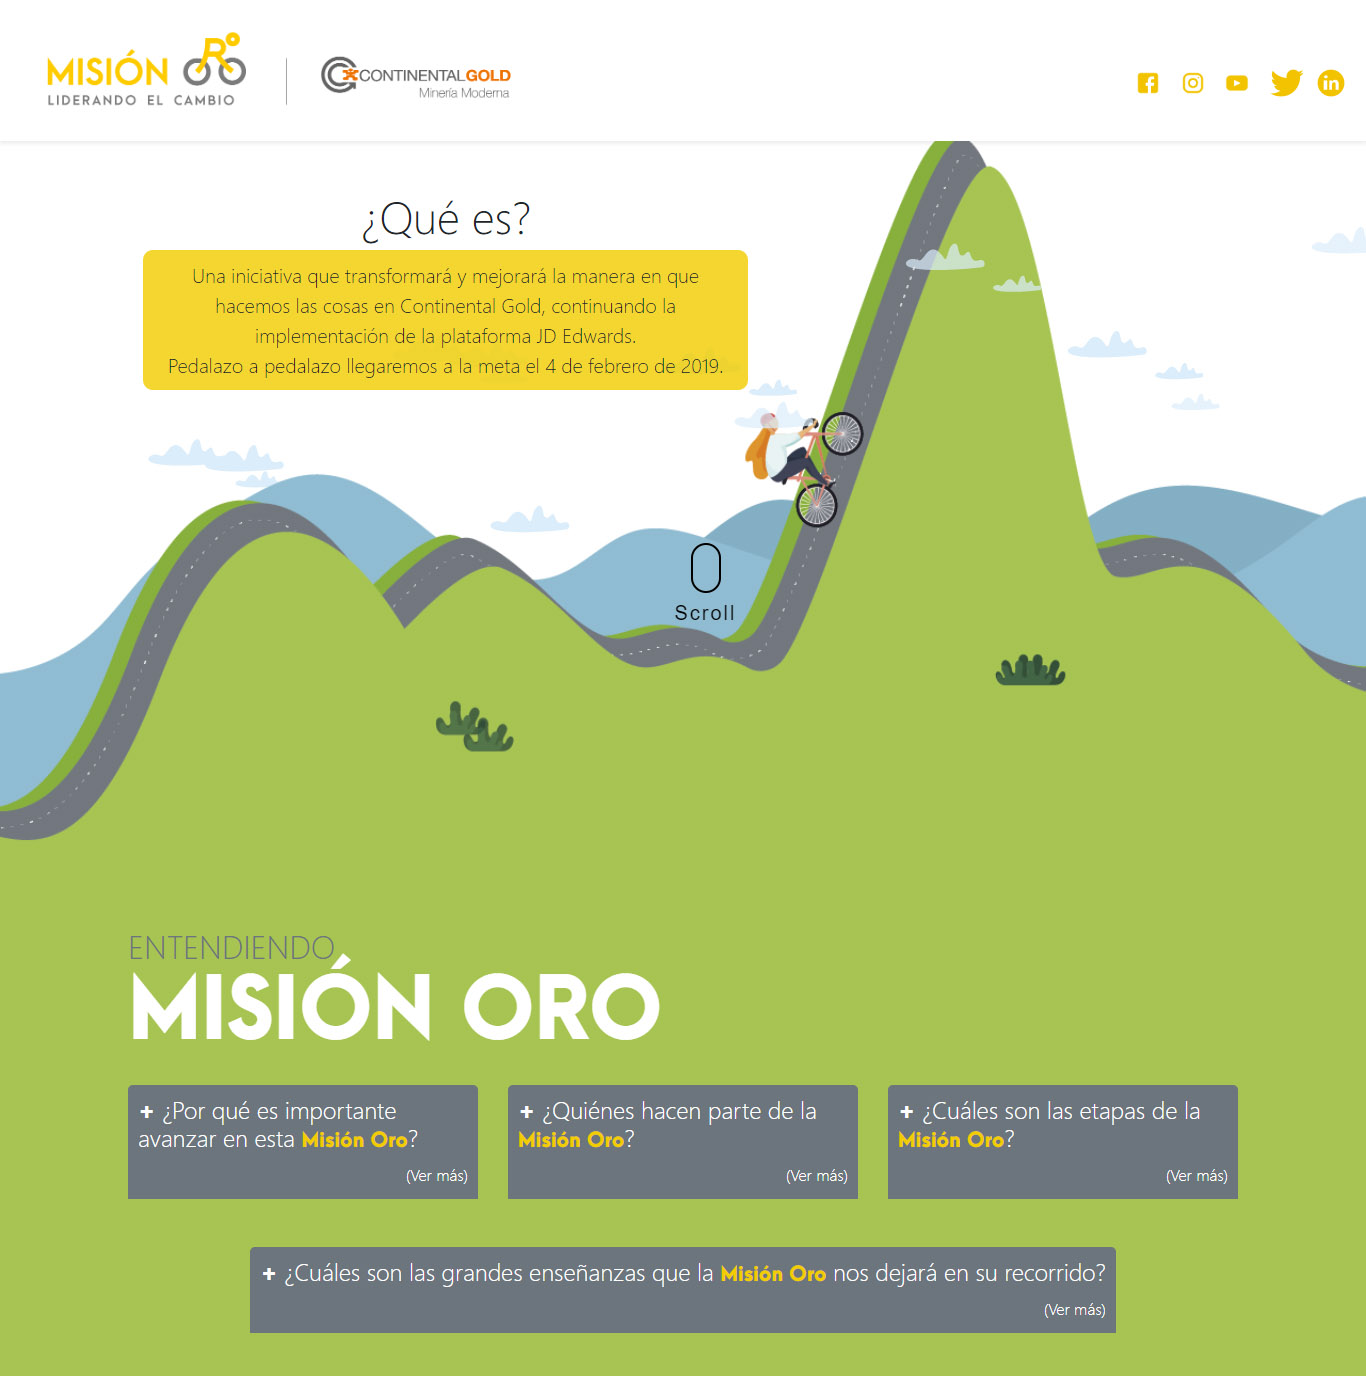 MISIÓN ORO
LIDERANDO EL CAMBIO
CONTINENTALGOLD
Minería Moderna
¿Qué es?
Una iniciativa que transformará y mejorará la manera en que
hacemos las cosas en Continental Gold, continuando la
implementación de la plataforma JD Edwards.
Pedalazo a pedalazo llegaremos a la meta el 4 de febrero de 2019.
Scroll
ENTENDIENDO
MISIÓN ORO
+ ¿Por qué es importante
avanzar en esta Misión Oro?
(Ver más)
+ ¿Quiénes hacen parte de la
Misión Oro?
(Ver más)
+ ¿Cuáles son las etapas de la
Misión Oro?
(Ver más)
+ ¿Cuáles son las grandes enseñanzas que la Misión Oro nos dejará en su recorrido?
(Ver más)